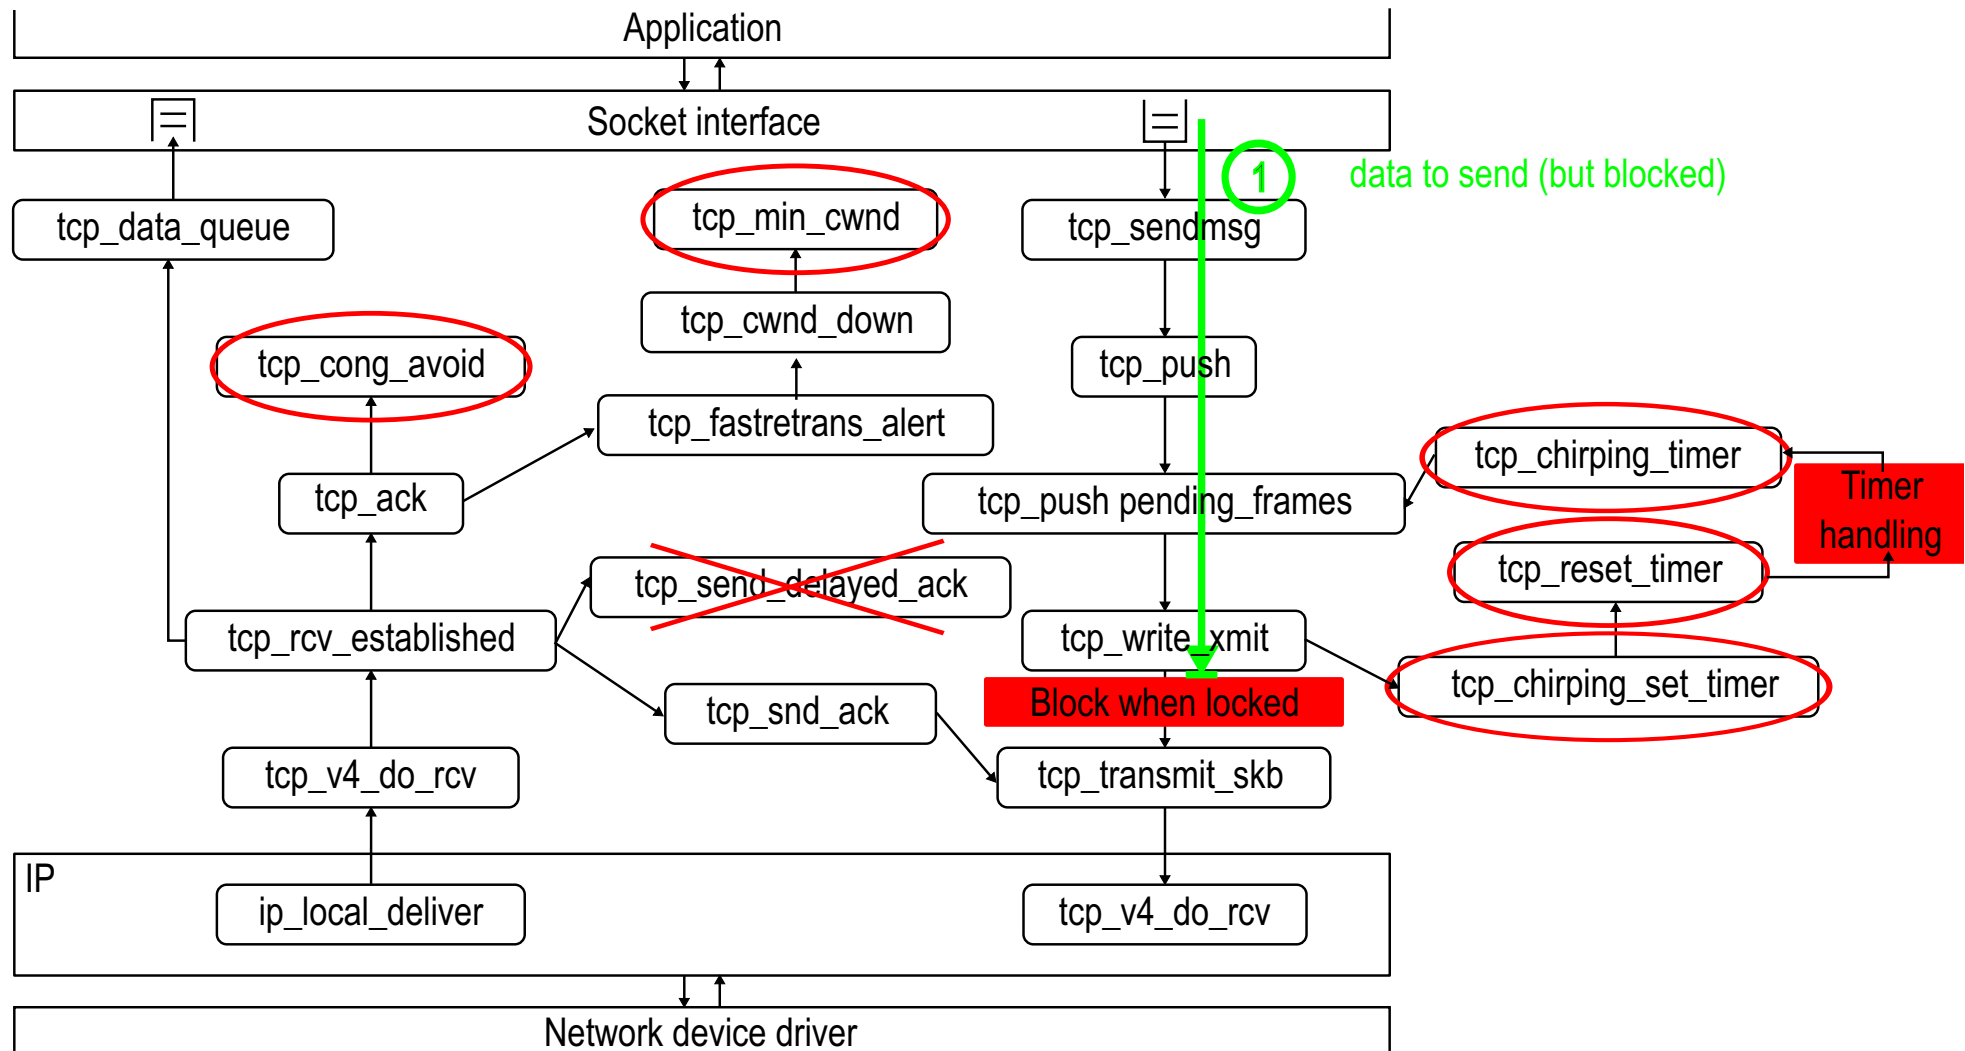 Application
Socket interface
1
data to send (but blocked)
tcp_min_cwnd
tcp_data_queue
tcp_sendmsg
tcp_cwnd_down
tcp_cong_avoid
tcp_push
tcp_fastretrans_alert
tcp_chirping_timer
tcp_ack
tcp_push pending_frames
Timer
handling
tcp_send_delayed_ack
tcp_reset_timer
tcp_rcv_established
tcp_write_xmit
tcp_chirping_set_timer
tcp_snd_ack
Block when locked
tcp_v4_do_rcv
tcp_transmit_skb
IP
ip_local_deliver
tcp_v4_do_rcv
Network device driver